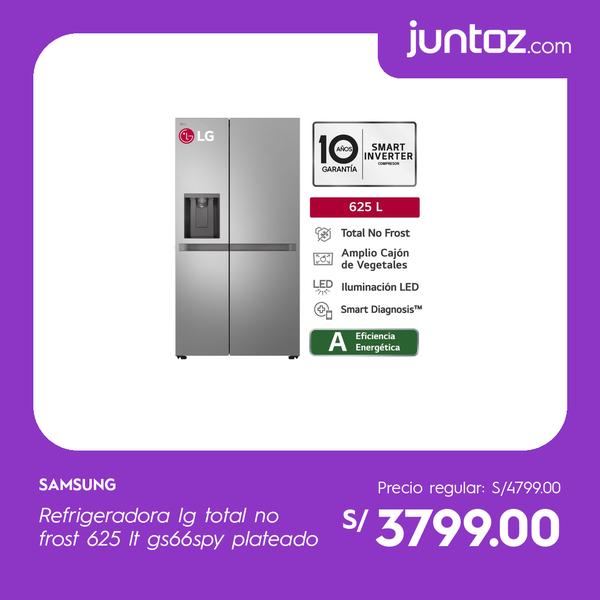 juntoz.com
LG
LG
10 AÑOS GARANTÍA
SMART INVERTER COMPRESOR
625 L
Total No Frost
Amplio Cajón
de Vegetales
LED Iluminación LED
Smart Diagnosis™
A Eficiencia
Energética
SAMSUNG
Refrigeradora lg total no
frost 625 lt gs66spy plateado
Precio regular: S/4799.00
S/ 3799.00